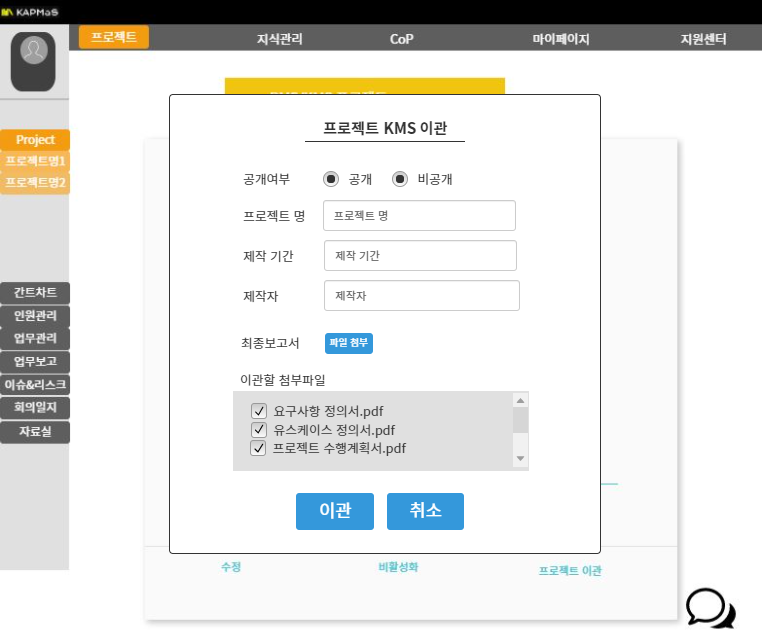 KAPMaS
프로젝트
지식관리
CoP
마이페이지
지원센터
Project
프로젝트명1
프로젝트명2
간트차트
인원관리
업무관리
업무보고
이슈&리스크
회의일지
자료실
프로젝트 KMS 이관
공개여부
공개
비공개
프로젝트 명
프로젝트 명
제작 기간
제작 기간
제작자
제작자
최종보고서
파일 첨부
이관할 첨부파일
요구사항 정의서.pdf
유스케이스 정의서.pdf
프로젝트 수행계획서.pdf
이관
취소
수정
비활성화
프로젝트 이관